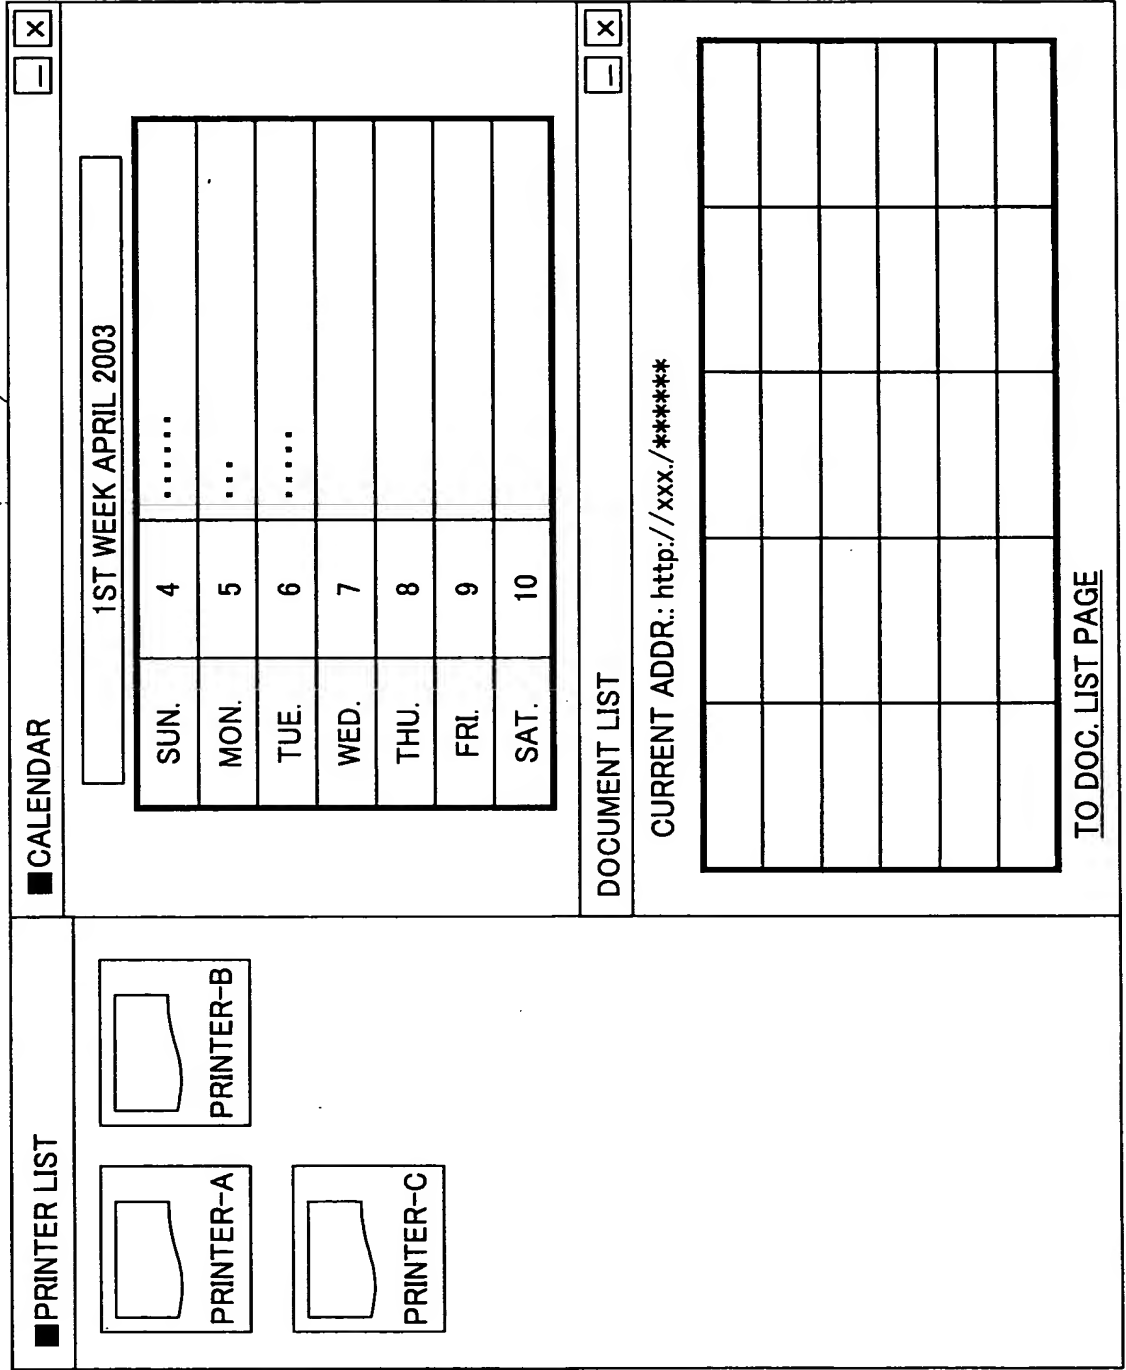 ■PRINTER LIST
PRINTER-A
PRINTER-B
PRINTER-C
■CALENDAR
1ST WEEK APRIL 2003
SUN. 4 ......
MON. 5 ...
TUE. 6 .....
WED. 7
THU. 8
FRI. 9
SAT. 10
DOCUMENT LIST
CURRENT ADDR.: http://xxx./******
TO DOC. LIST PAGE